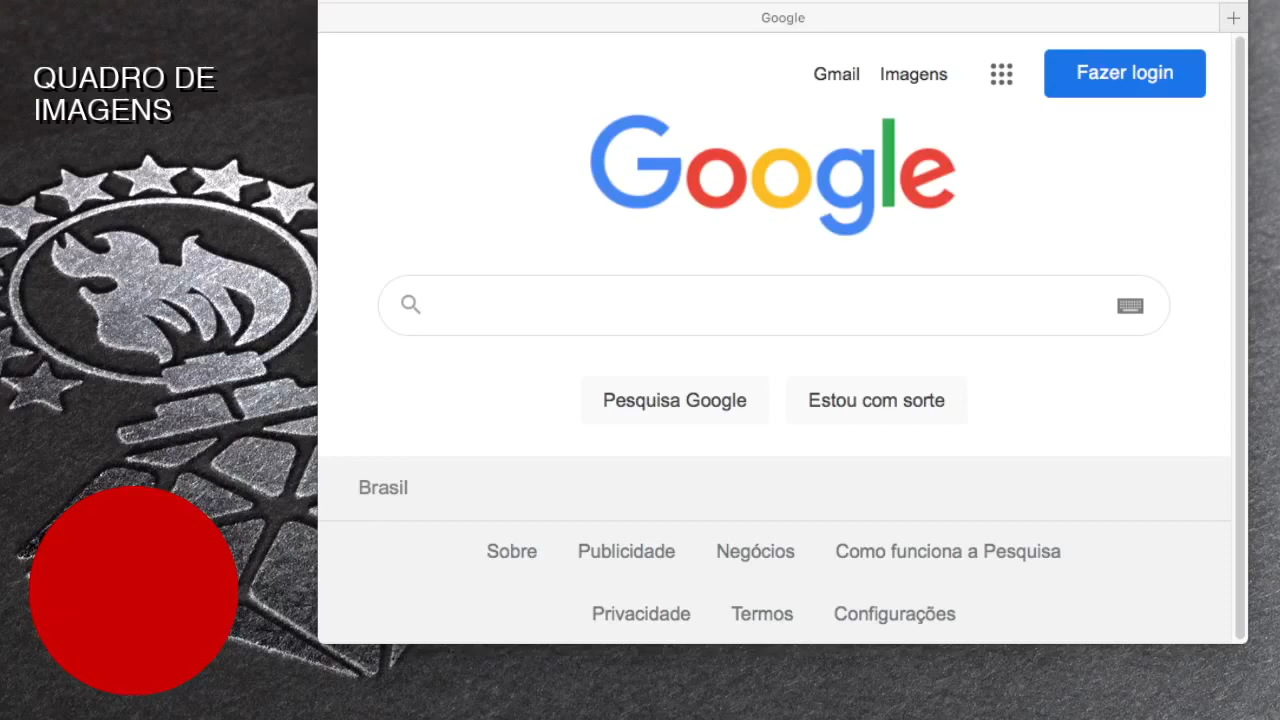 QUADRO DE
IMAGENS
Google
+
Gmail Imagens
Fazer login
Google
Pesquisa Google
Estou com sorte
Brasil
Sobre Publicidade Negócios Como funciona a Pesquisa
Privacidade Termos Configurações